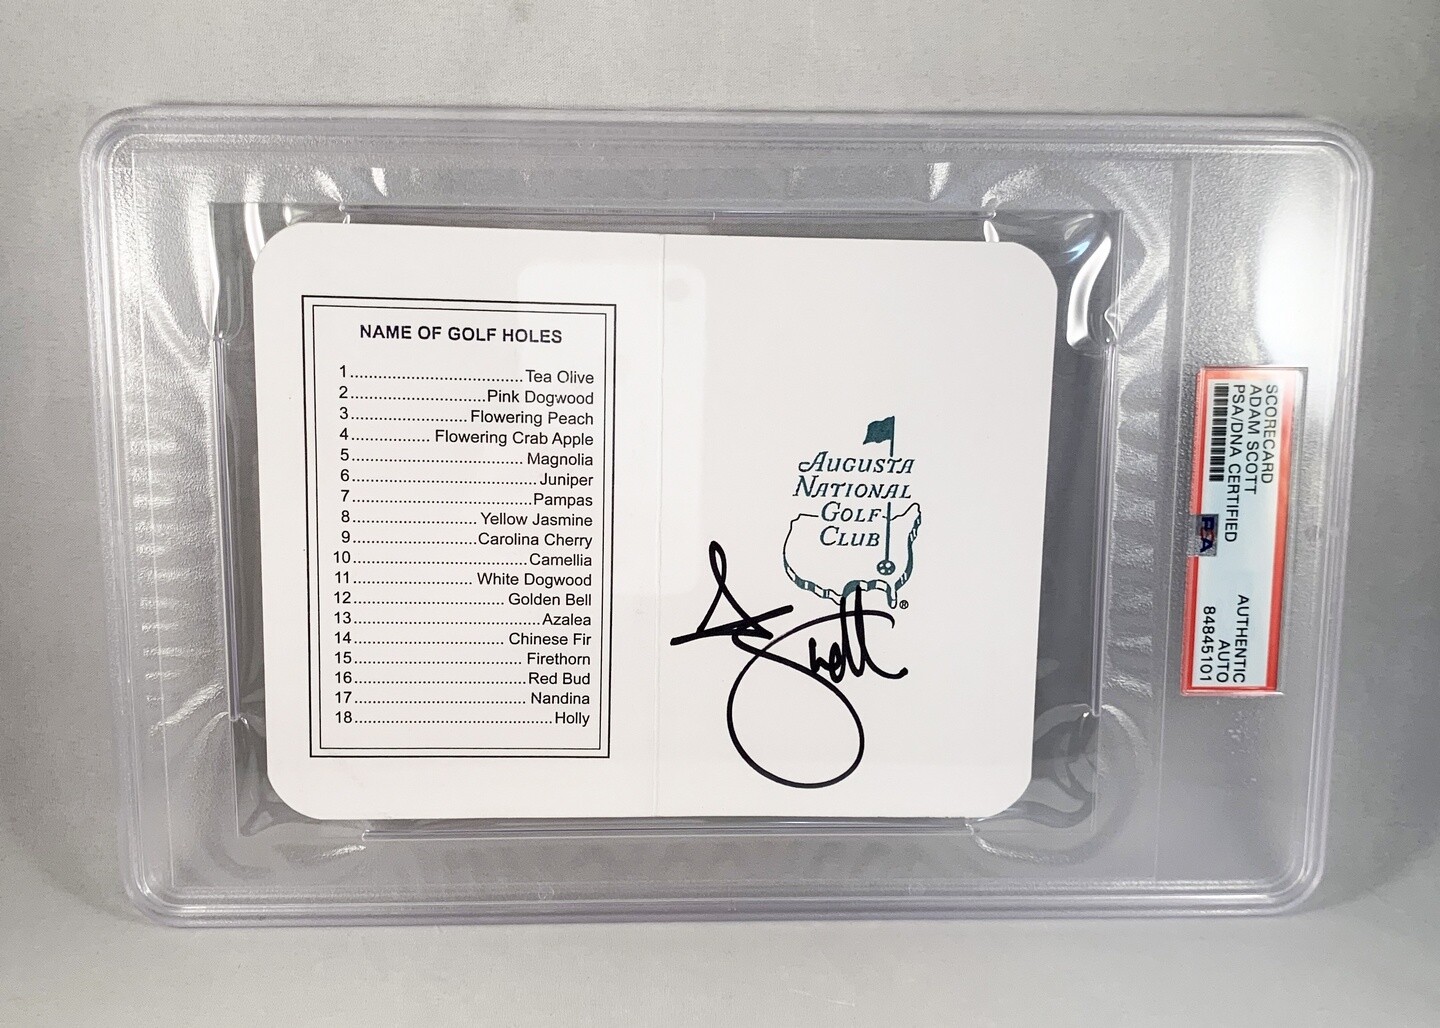 NAME OF GOLF HOLES
1....................................... Tea Olive
2...............................Pink Dogwood
3.......................... Flowering Peach
4................. Flowering Crab Apple
5....................................... Magnolia
6..........................................Juniper
7.........................................Pampas
8............................ Yellow Jasmine
9............................Carolina Cherry
10.......................................Camellia
11........................... White Dogwood
12.................................. Golden Bell
13..........................................Azalea
14................................... Chinese Fir
15...................................... Firethorn
16.......................................Red Bud
17....................................... Nandina
18.............................................Holly
AUGUSTA
NATIONAL
GOLF
CLUB
®
A Scott
SCORECARD
ADAM SCOTT
PSA/DNA CERTIFIED
PSA
AUTHENTIC
AUTO
84845101